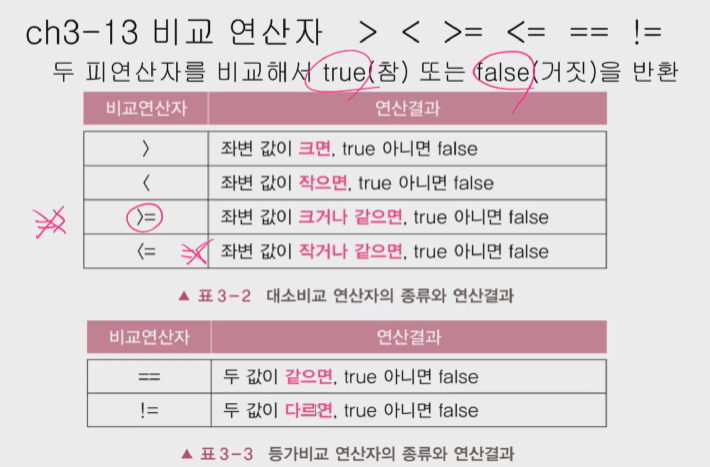 ch3-13 비교 연산자 > < >= <= == !=
두 피연산자를 비교해서 true(참) 또는 false(거짓)을 반환
비교연산자 연산결과
> 좌변 값이 크면, true 아니면 false
< 좌변 값이 작으면, true 아니면 false
>= 좌변 값이 크거나 같으면, true 아니면 false
<= 좌변 값이 작거나 같으면, true 아니면 false
▲ 표 3-2 대소비교 연산자의 종류와 연산결과
비교연산자 연산결과
== 두 값이 같으면, true 아니면 false
!= 두 값이 다르면, true 아니면 false
▲ 표 3-3 등가비교 연산자의 종류와 연산결과